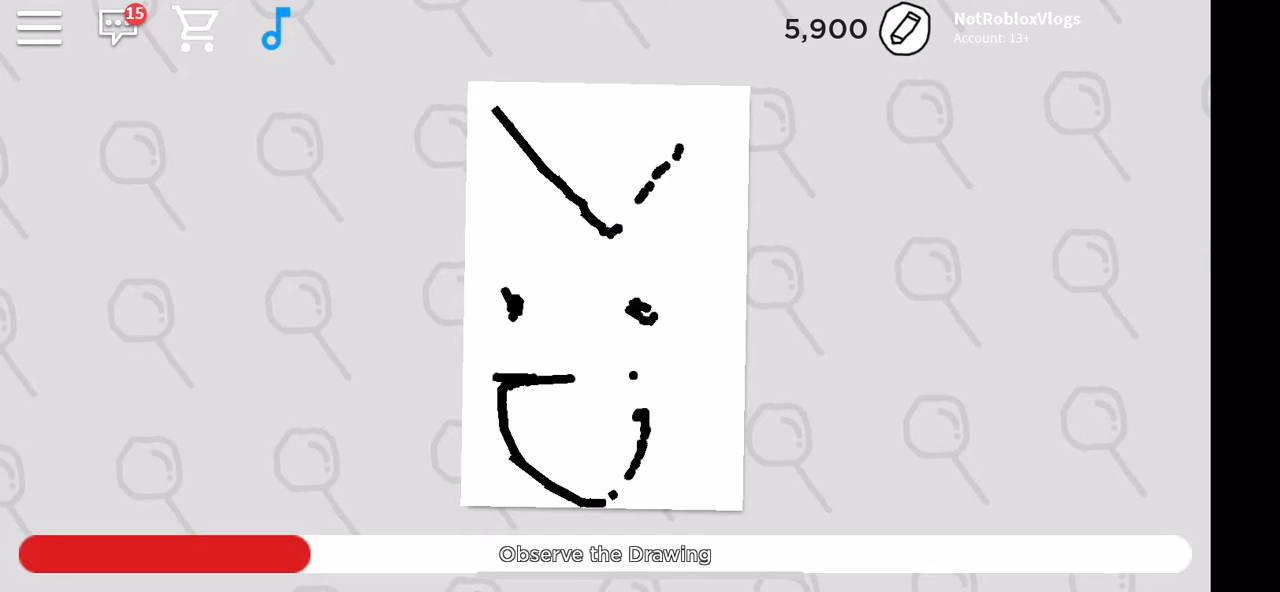 15
5,900
NotRobloxVlogs
Account: 13+
Observe the Drawing